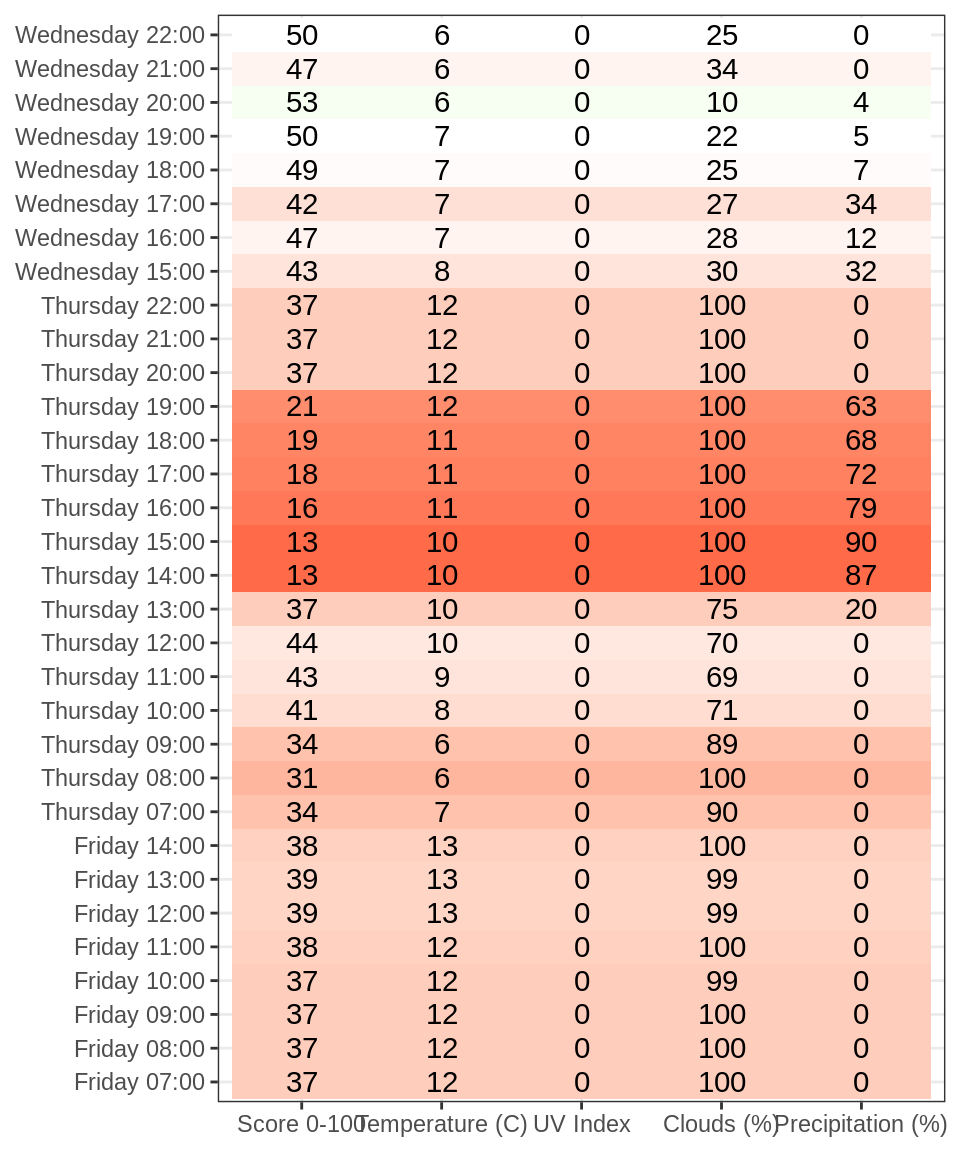 Wednesday 22:00 50 6 0 25 0
Wednesday 21:00 47 6 0 34 0
Wednesday 20:00 53 6 0 10 4
Wednesday 19:00 50 7 0 22 5
Wednesday 18:00 49 7 0 25 7
Wednesday 17:00 42 7 0 27 34
Wednesday 16:00 47 7 0 28 12
Wednesday 15:00 43 8 0 30 32
Thursday 22:00 37 12 0 100 0
Thursday 21:00 37 12 0 100 0
Thursday 20:00 37 12 0 100 0
Thursday 19:00 21 12 0 100 63
Thursday 18:00 19 11 0 100 68
Thursday 17:00 18 11 0 100 72
Thursday 16:00 16 11 0 100 79
Thursday 15:00 13 10 0 100 90
Thursday 14:00 13 10 0 100 87
Thursday 13:00 37 10 0 75 20
Thursday 12:00 44 10 0 70 0
Thursday 11:00 43 9 0 69 0
Thursday 10:00 41 8 0 71 0
Thursday 09:00 34 6 0 89 0
Thursday 08:00 31 6 0 100 0
Thursday 07:00 34 7 0 90 0
Friday 14:00 38 13 0 100 0
Friday 13:00 39 13 0 99 0
Friday 12:00 39 13 0 99 0
Friday 11:00 38 12 0 100 0
Friday 10:00 37 12 0 99 0
Friday 09:00 37 12 0 100 0
Friday 08:00 37 12 0 100 0
Friday 07:00 37 12 0 100 0
Score 0-100 Temperature (C) UV Index Clouds (%) Precipitation (%)